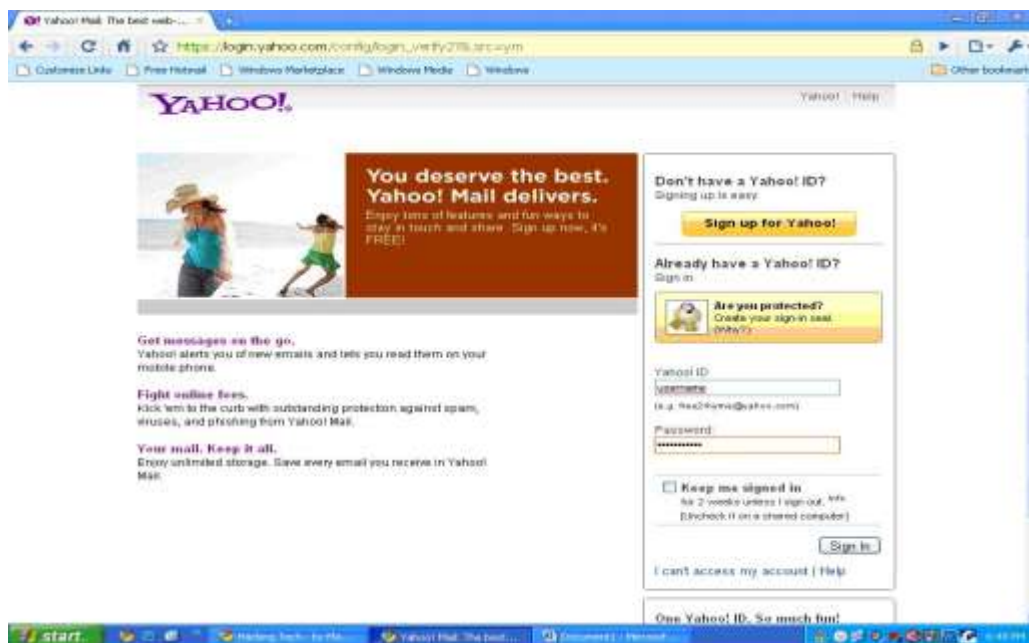 Yahoo! Mail: The best web-...
https://login.yahoo.com/config/login_verify2?&.src=ym
Customize Links Free Hotmail Windows Marketplace Windows Media Windows
Other bookmark
YAHOO!
Yahoo! Help
You deserve the best.
Yahoo! Mail delivers.
Enjoy tons of features and fun ways to
stay in touch and share. Sign up now, it's
FREE!
Get messages on the go.
Yahoo! alerts you of new emails and lets you read them on your
mobile phone.
Fight online foes.
Kick 'em to the curb with outstanding protection against spam,
viruses, and phishing from Yahoo! Mail.
Your mail. Keep it all.
Enjoy unlimited storage. Save every email you receive in Yahoo!
Mail.
Don't have a Yahoo! ID?
Signing up is easy.
Sign up for Yahoo!
Already have a Yahoo! ID?
Sign in.
Are you protected?
Create your sign-in seal.
(Why?)
Yahoo! ID
username
(e.g. free2rhyme@yahoo.com)
Password
Keep me signed in
for 2 weeks unless I sign out. Info
[Uncheck if on a shared computer]
Sign In
I can't access my account | Help
One Yahoo! ID. So much fun!
start
Yahoo! Mail: The best...